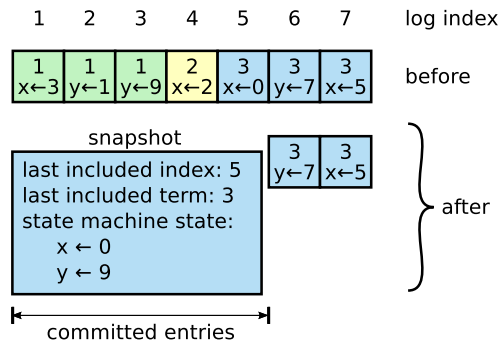 1 2 3 4 5 6 7 log index
1 1 1 2 3 3 3
x←3 y←1 y←9 x←2 x←0 y←7 x←5
before
snapshot
last included index: 5
last included term: 3
state machine state:
x ← 0
y ← 9
3 3
y←7 x←5
after
committed entries